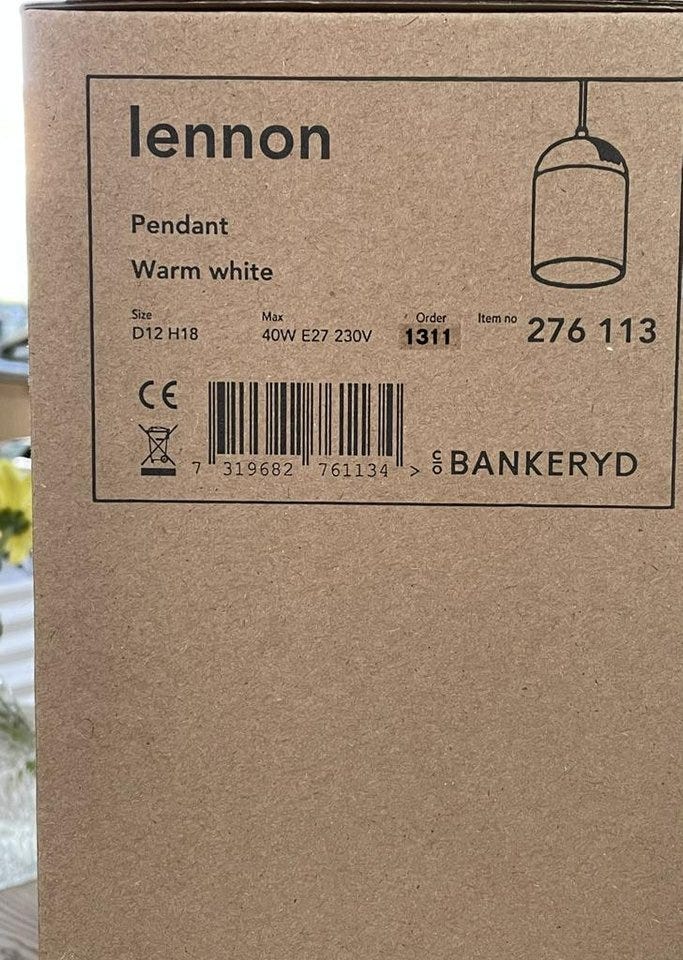 lennon
Pendant
Warm white
Size Max Order Item no
D12 H18 40W E27 230V 1311 276 113
CE
7 319682 761134 >
c/o BANKERYD